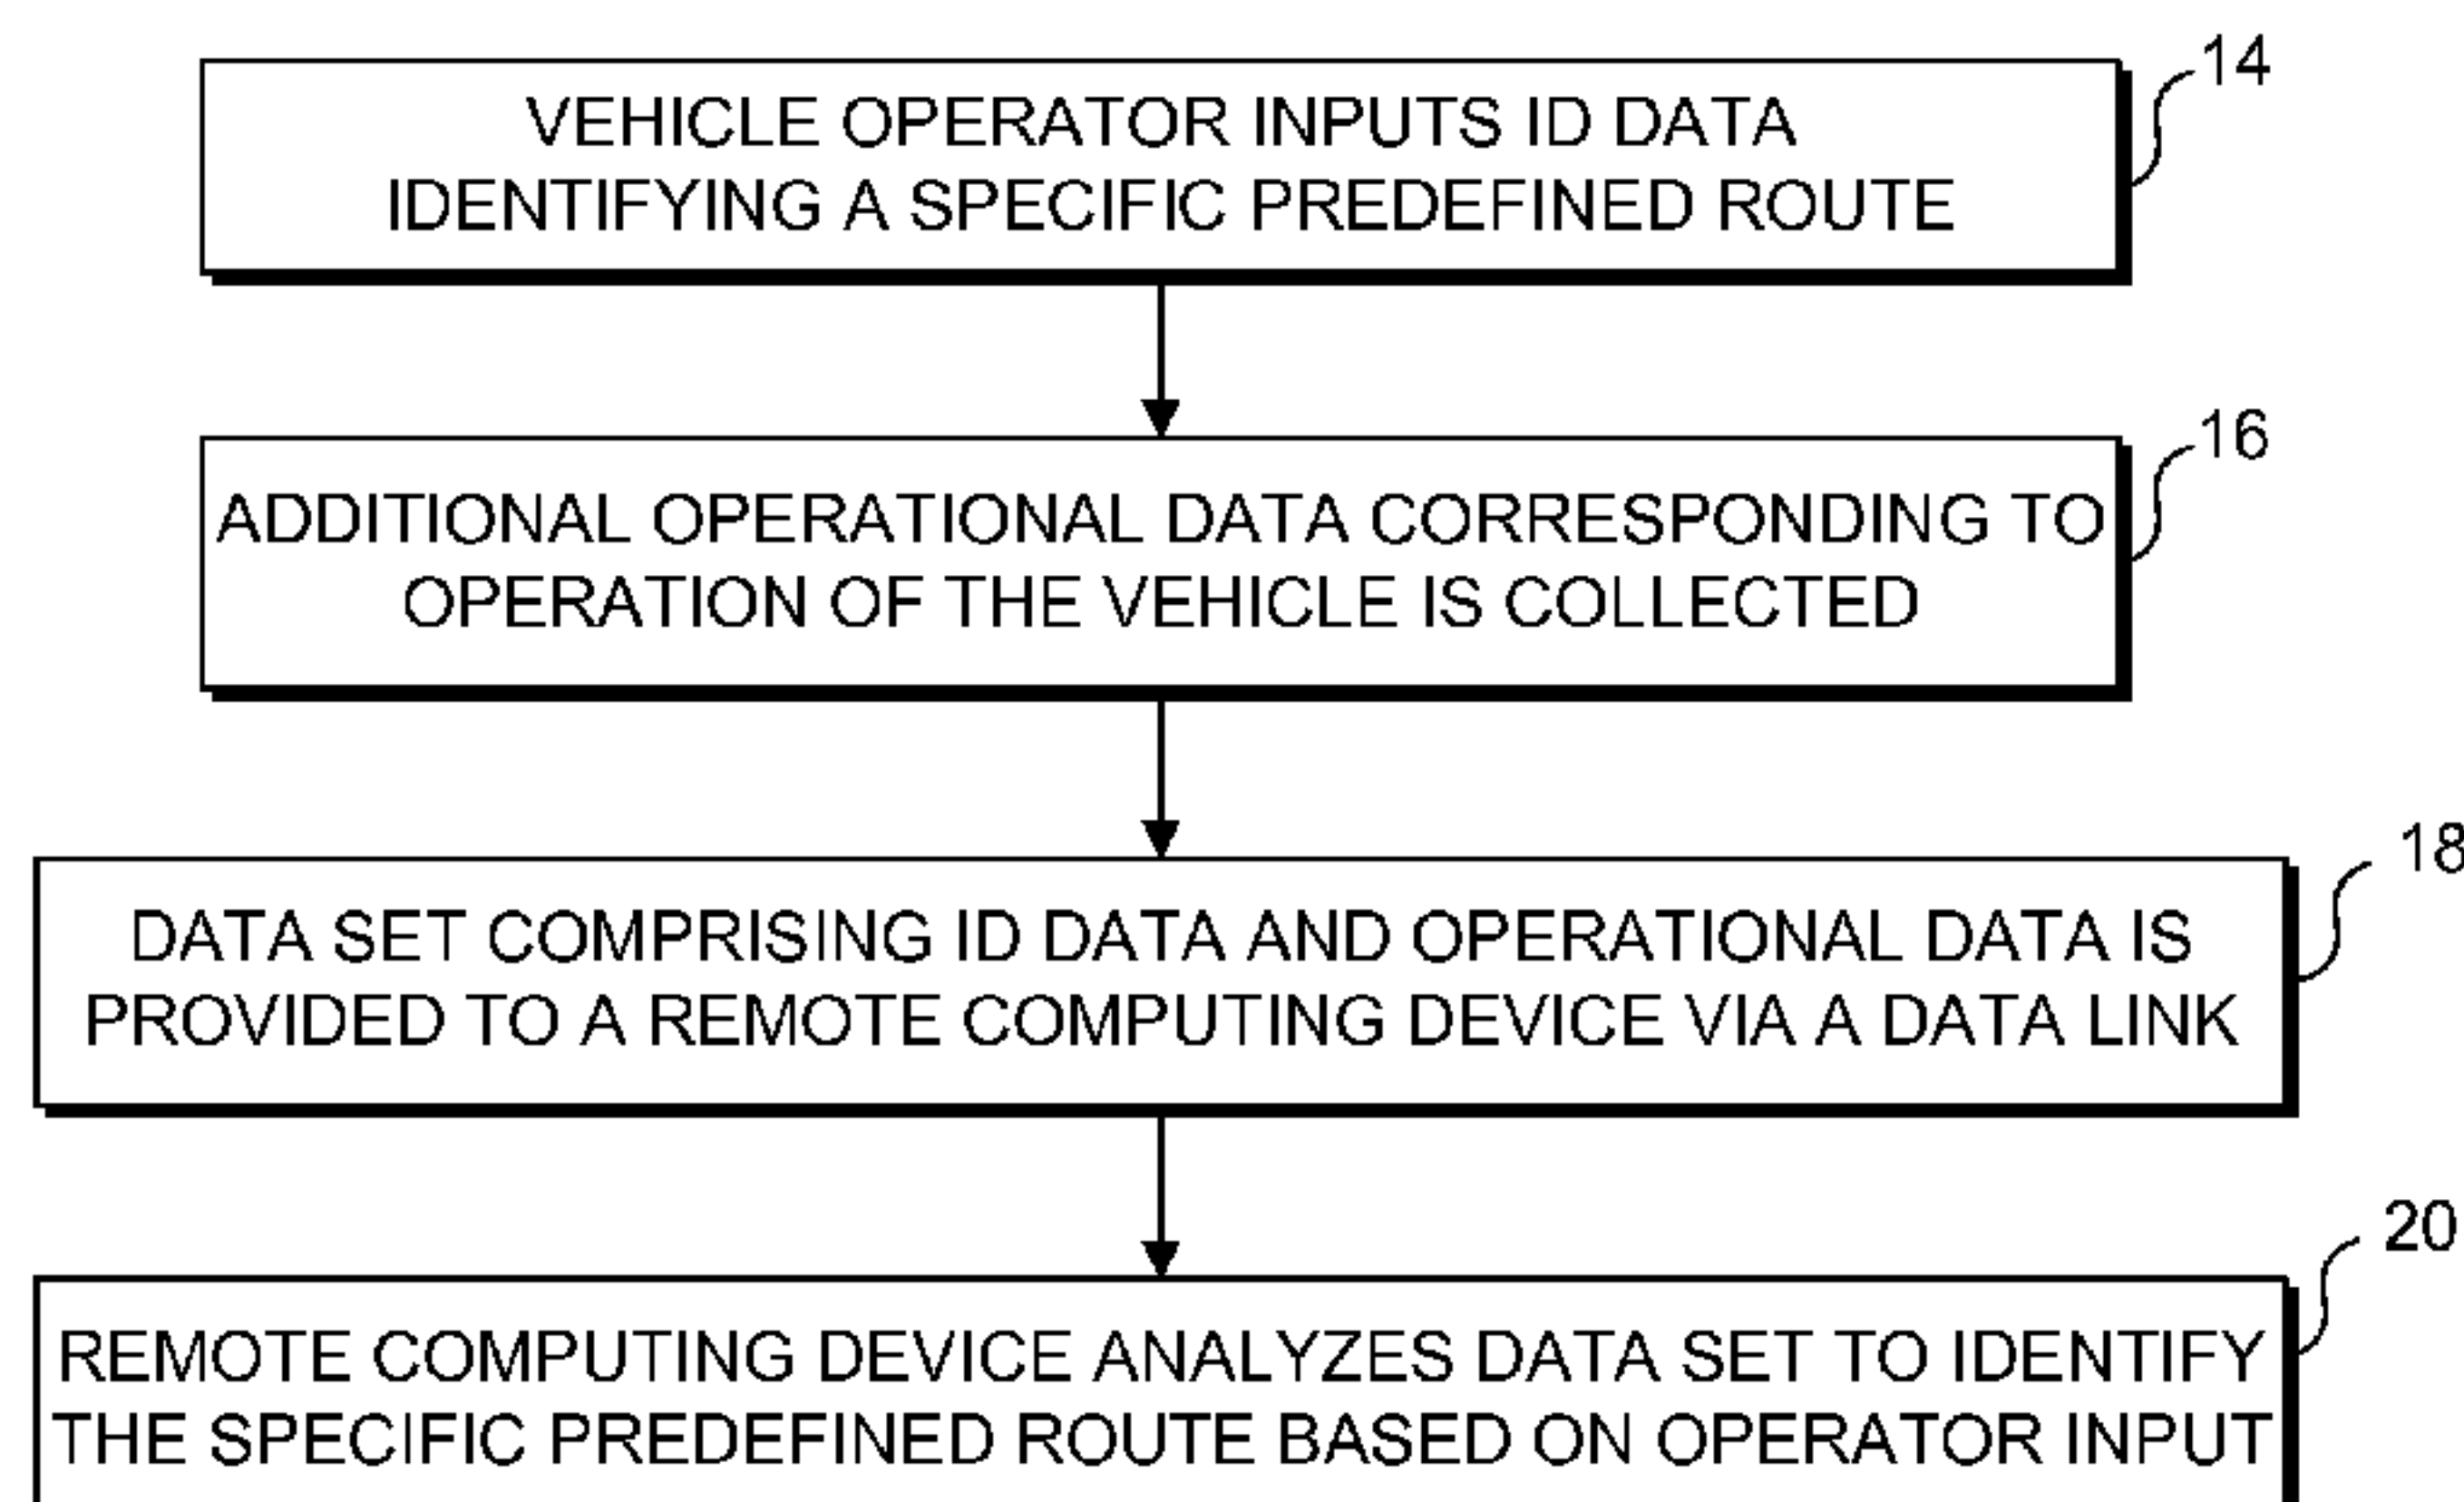 14
VEHICLE OPERATOR INPUTS ID DATA
IDENTIFYING A SPECIFIC PREDEFINED ROUTE
16
ADDITIONAL OPERATIONAL DATA CORRESPONDING TO
OPERATION OF THE VEHICLE IS COLLECTED
18
DATA SET COMPRISING ID DATA AND OPERATIONAL DATA IS
PROVIDED TO A REMOTE COMPUTING DEVICE VIA A DATA LINK
20
REMOTE COMPUTING DEVICE ANALYZES DATA SET TO IDENTIFY
THE SPECIFIC PREDEFINED ROUTE BASED ON OPERATOR INPUT